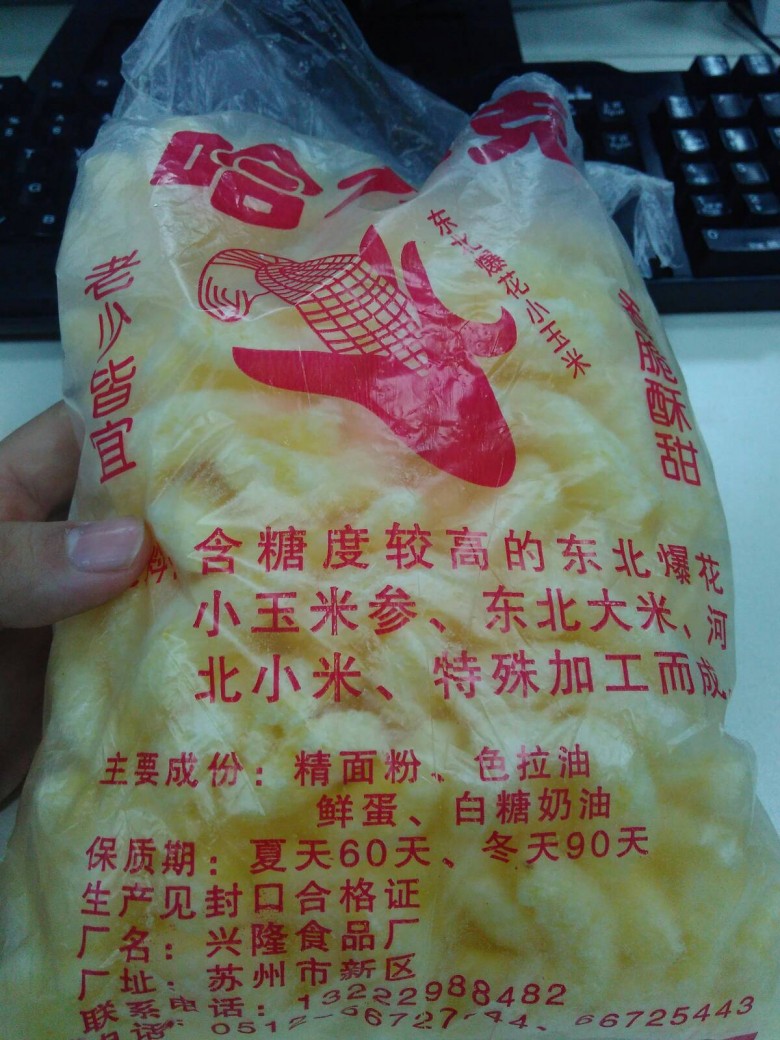 哈
东北爆花小玉米
老少皆宜
脆酥甜
含糖度较高的东北爆花
小玉米参、东北大米、河
北小米、特殊加工而成.
主要成份：精面粉、色拉油
鲜蛋、白糖奶油
保质期：夏天60天、冬天90天
生产见封口合格证
厂名：兴隆食品厂
厂址：苏州市新区
联系电话：13222988482
电话：0512-66725443